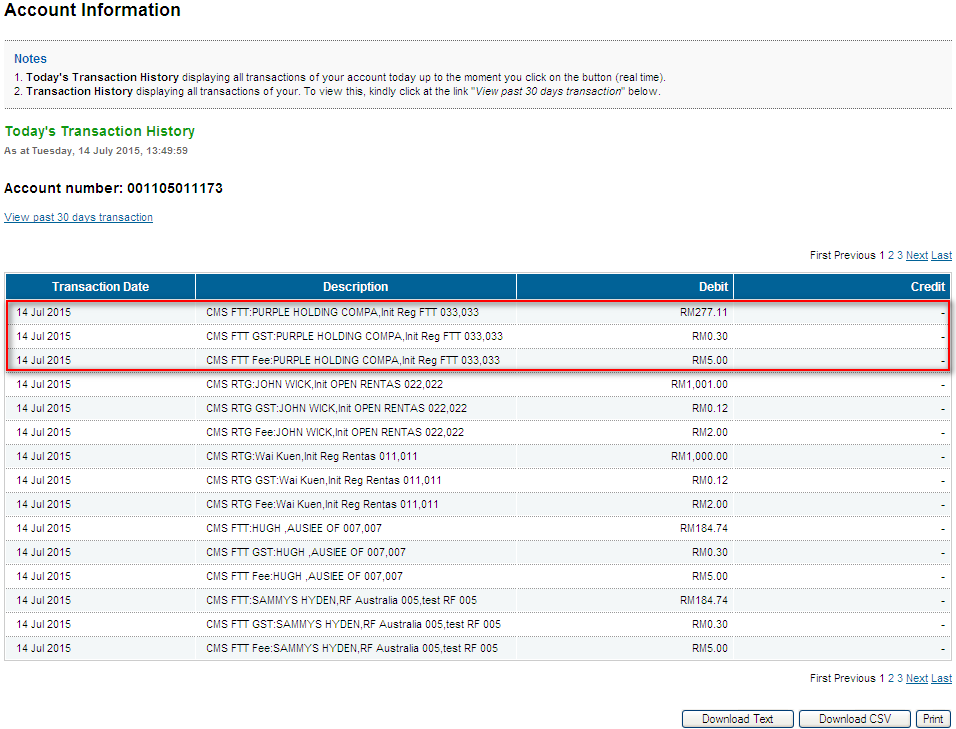 Account Information
Notes
1. Today's Transaction History displaying all transactions of your account today up to the moment you click on the button (real time).
2. Transaction History displaying all transactions of your. To view this, kindly click at the link "View past 30 days transaction" below.
Today's Transaction History
As at Tuesday, 14 July 2015, 13:49:59
Account number: 001105011173
View past 30 days transaction
First Previous 1 2 3 Next Last
Transaction Date Description Debit Credit
14 Jul 2015 CMS FTT:PURPLE HOLDING COMPA,Init Reg FTT 033,033 RM277.11 -
14 Jul 2015 CMS FTT GST:PURPLE HOLDING COMPA,Init Reg FTT 033,033 RM0.30 -
14 Jul 2015 CMS FTT Fee:PURPLE HOLDING COMPA,Init Reg FTT 033,033 RM5.00 -
14 Jul 2015 CMS RTG:JOHN WICK,Init OPEN RENTAS 022,022 RM1,001.00 -
14 Jul 2015 CMS RTG GST:JOHN WICK,Init OPEN RENTAS 022,022 RM0.12 -
14 Jul 2015 CMS RTG Fee:JOHN WICK,Init OPEN RENTAS 022,022 RM2.00 -
14 Jul 2015 CMS RTG:Wai Kuen,Init Reg Rentas 011,011 RM1,000.00 -
14 Jul 2015 CMS RTG GST:Wai Kuen,Init Reg Rentas 011,011 RM0.12 -
14 Jul 2015 CMS RTG Fee:Wai Kuen,Init Reg Rentas 011,011 RM2.00 -
14 Jul 2015 CMS FTT:HUGH ,AUSIEE OF 007,007 RM184.74 -
14 Jul 2015 CMS FTT GST:HUGH ,AUSIEE OF 007,007 RM0.30 -
14 Jul 2015 CMS FTT Fee:HUGH ,AUSIEE OF 007,007 RM5.00 -
14 Jul 2015 CMS FTT:SAMMYS HYDEN,RF Australia 005,test RF 005 RM184.74 -
14 Jul 2015 CMS FTT GST:SAMMYS HYDEN,RF Australia 005,test RF 005 RM0.30 -
14 Jul 2015 CMS FTT Fee:SAMMYS HYDEN,RF Australia 005,test RF 005 RM5.00 -
First Previous 1 2 3 Next Last
Download Text Download CSV Print